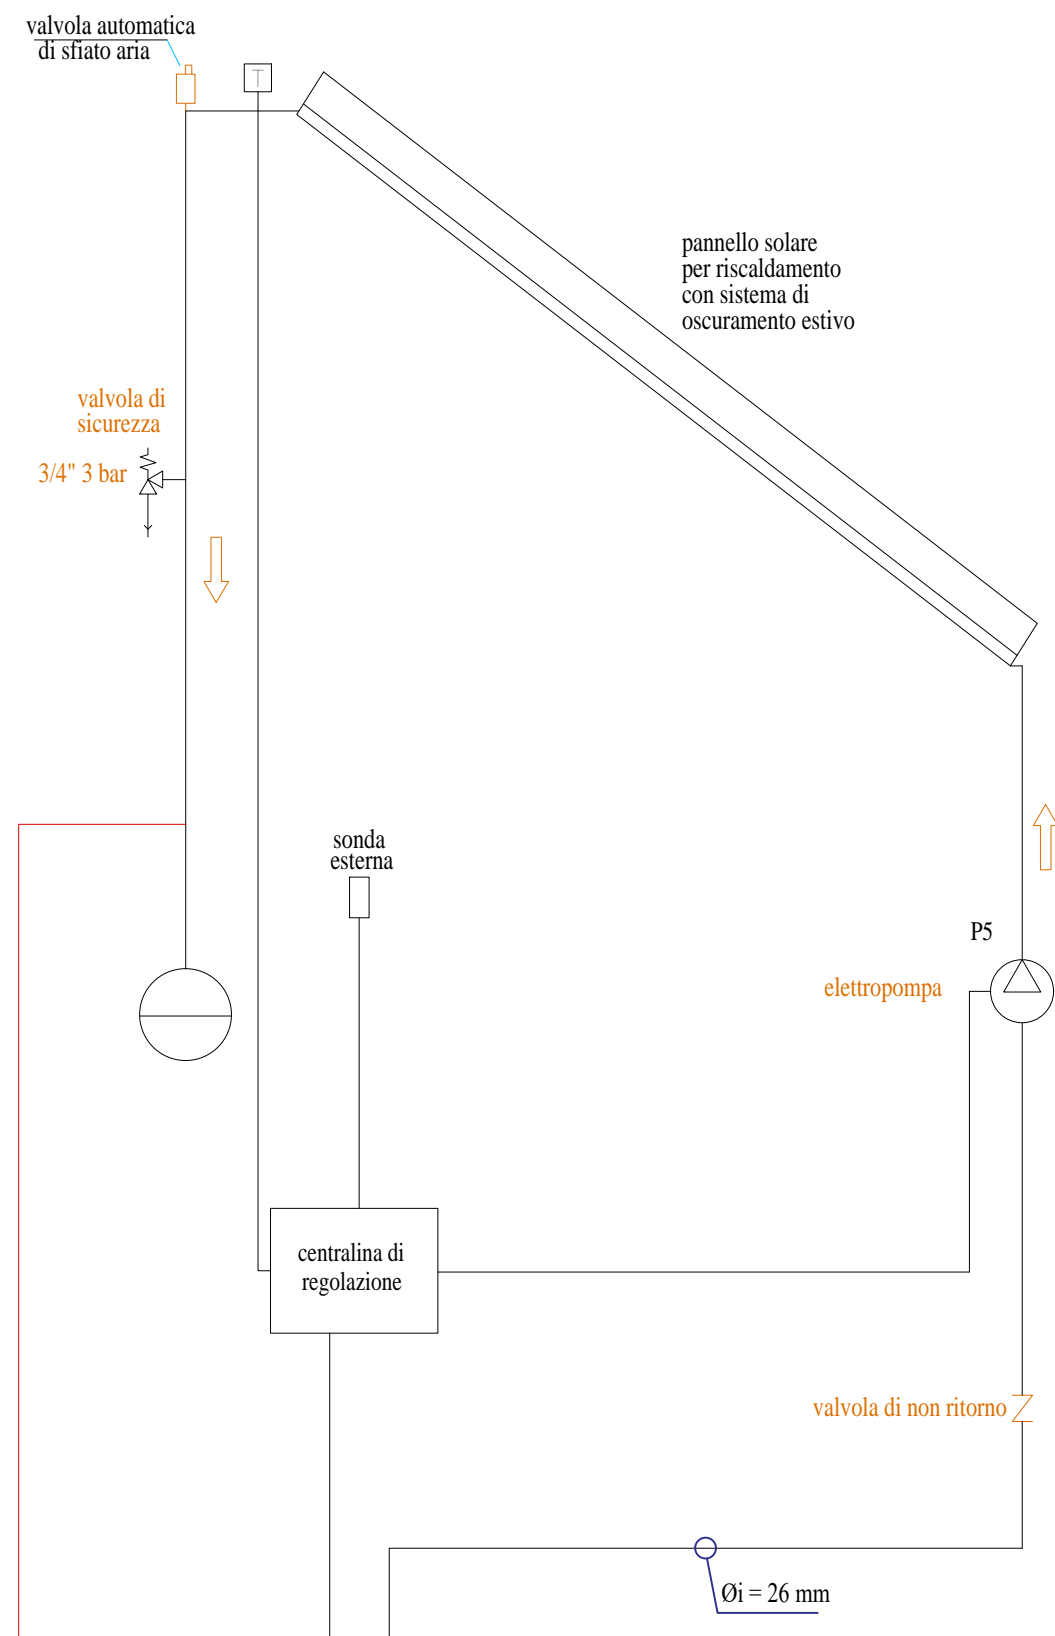 valvola automatica
di sfiato aria
T
pannello solare
per riscaldamento
con sistema di
oscuramento estivo
valvola di
sicurezza
3/4" 3 bar
sonda
esterna
P5
elettropompa
centralina di
regolazione
valvola di non ritorno
Øi = 26 mm